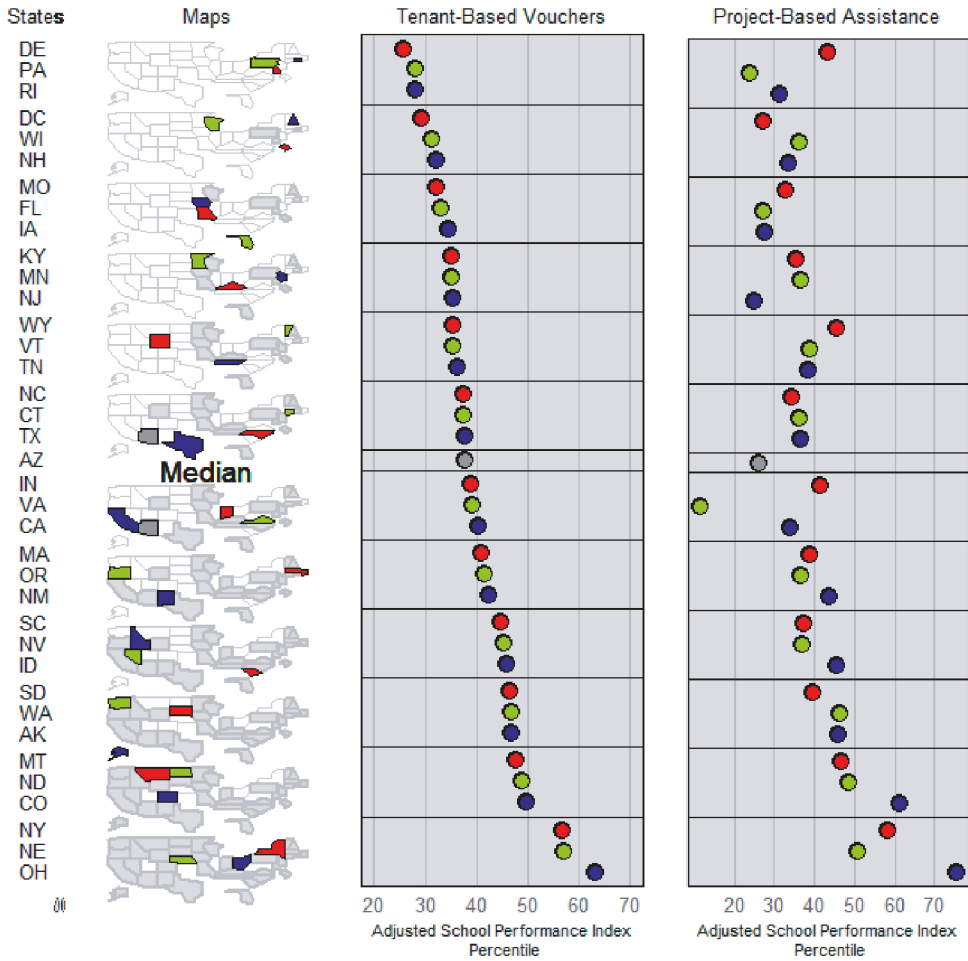 States Maps Tenant-Based Vouchers Project-Based Assistance
DE
PA
RI
DC
WI
NH
MO
FL
IA
KY
MN
NJ
WY
VT
TN
NC
CT
TX
AZ
Median
IN
VA
CA
MA
OR
NM
SC
NV
ID
SD
WA
AK
MT
ND
CO
NY
NE
OH
20 30 40 50 60 70 20 30 40 50 60 70
Adjusted School Performance Index Adjusted School Performance Index
Percentile Percentile